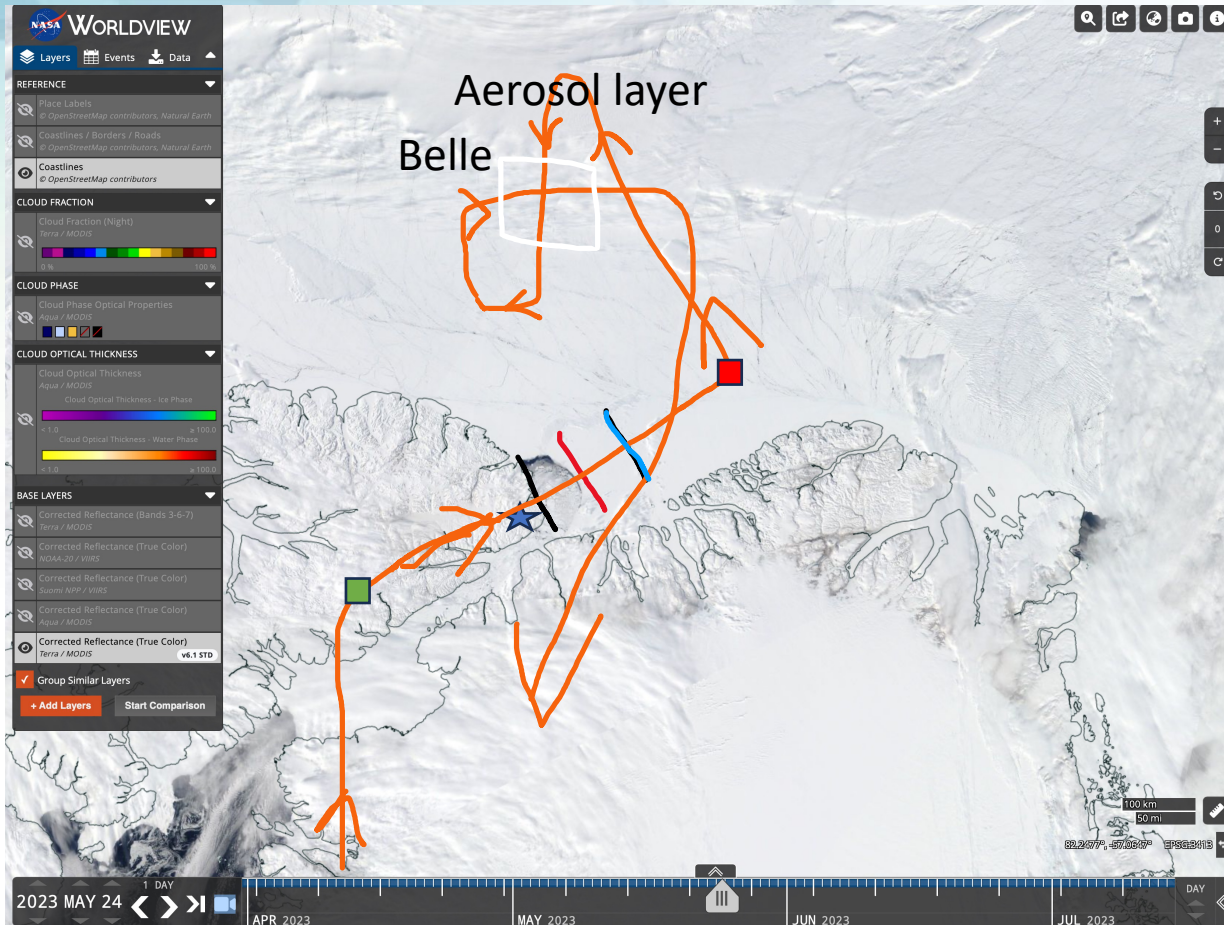 NASA WORLDVIEW
Layers Events Data
REFERENCE
Place Labels
© OpenStreetMap contributors, Natural Earth
Coastlines / Borders / Roads
© OpenStreetMap contributors, Natural Earth
Coastlines
© OpenStreetMap contributors
CLOUD FRACTION
Cloud Fraction (Night)
Terra / MODIS
0 % 100 %
CLOUD PHASE
Cloud Phase Optical Properties
Aqua / MODIS
CLOUD OPTICAL THICKNESS
Cloud Optical Thickness
Aqua / MODIS
Cloud Optical Thickness - Ice Phase
< 1.0 ≥ 100.0
Cloud Optical Thickness - Water Phase
< 1.0 ≥ 100.0
BASE LAYERS
Corrected Reflectance (Bands 3-6-7)
Terra / MODIS
Corrected Reflectance (True Color)
NOAA-20 / VIIRS
Corrected Reflectance (True Color)
Suomi NPP / VIIRS
Corrected Reflectance (True Color)
Aqua / MODIS
Corrected Reflectance (True Color)
Terra / MODIS v6.1 STD
Group Similar Layers
+ Add Layers Start Comparison
Aerosol layer
Belle
0
100 km
50 mi
82.2477°, -57.0647° EPSG:3413
1 DAY
2023 MAY 24
APR 2023 MAY 2023 JUN 2023 JUL 2023
DAY